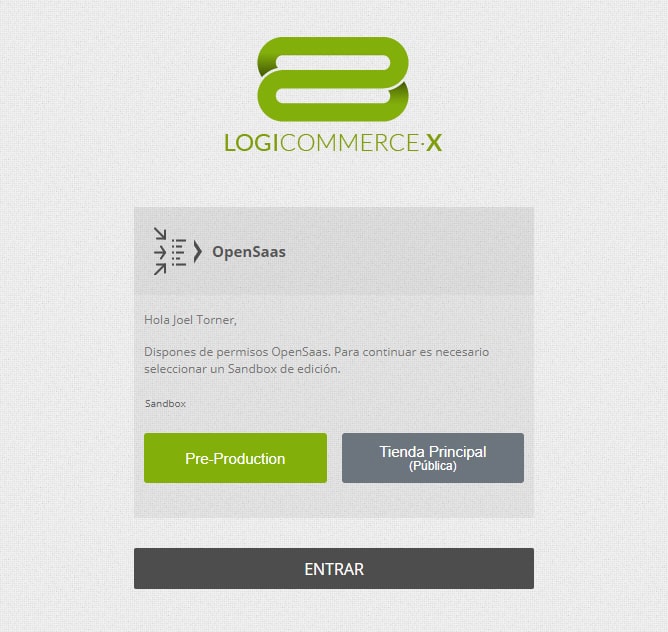 LOGICOMMERCE·X
OpenSaas
Hola Joel Torner,
Dispones de permisos OpenSaas. Para continuar es necesario
seleccionar un Sandbox de edición.
Sandbox
Pre-Production
Tienda Principal
(Pública)
ENTRAR